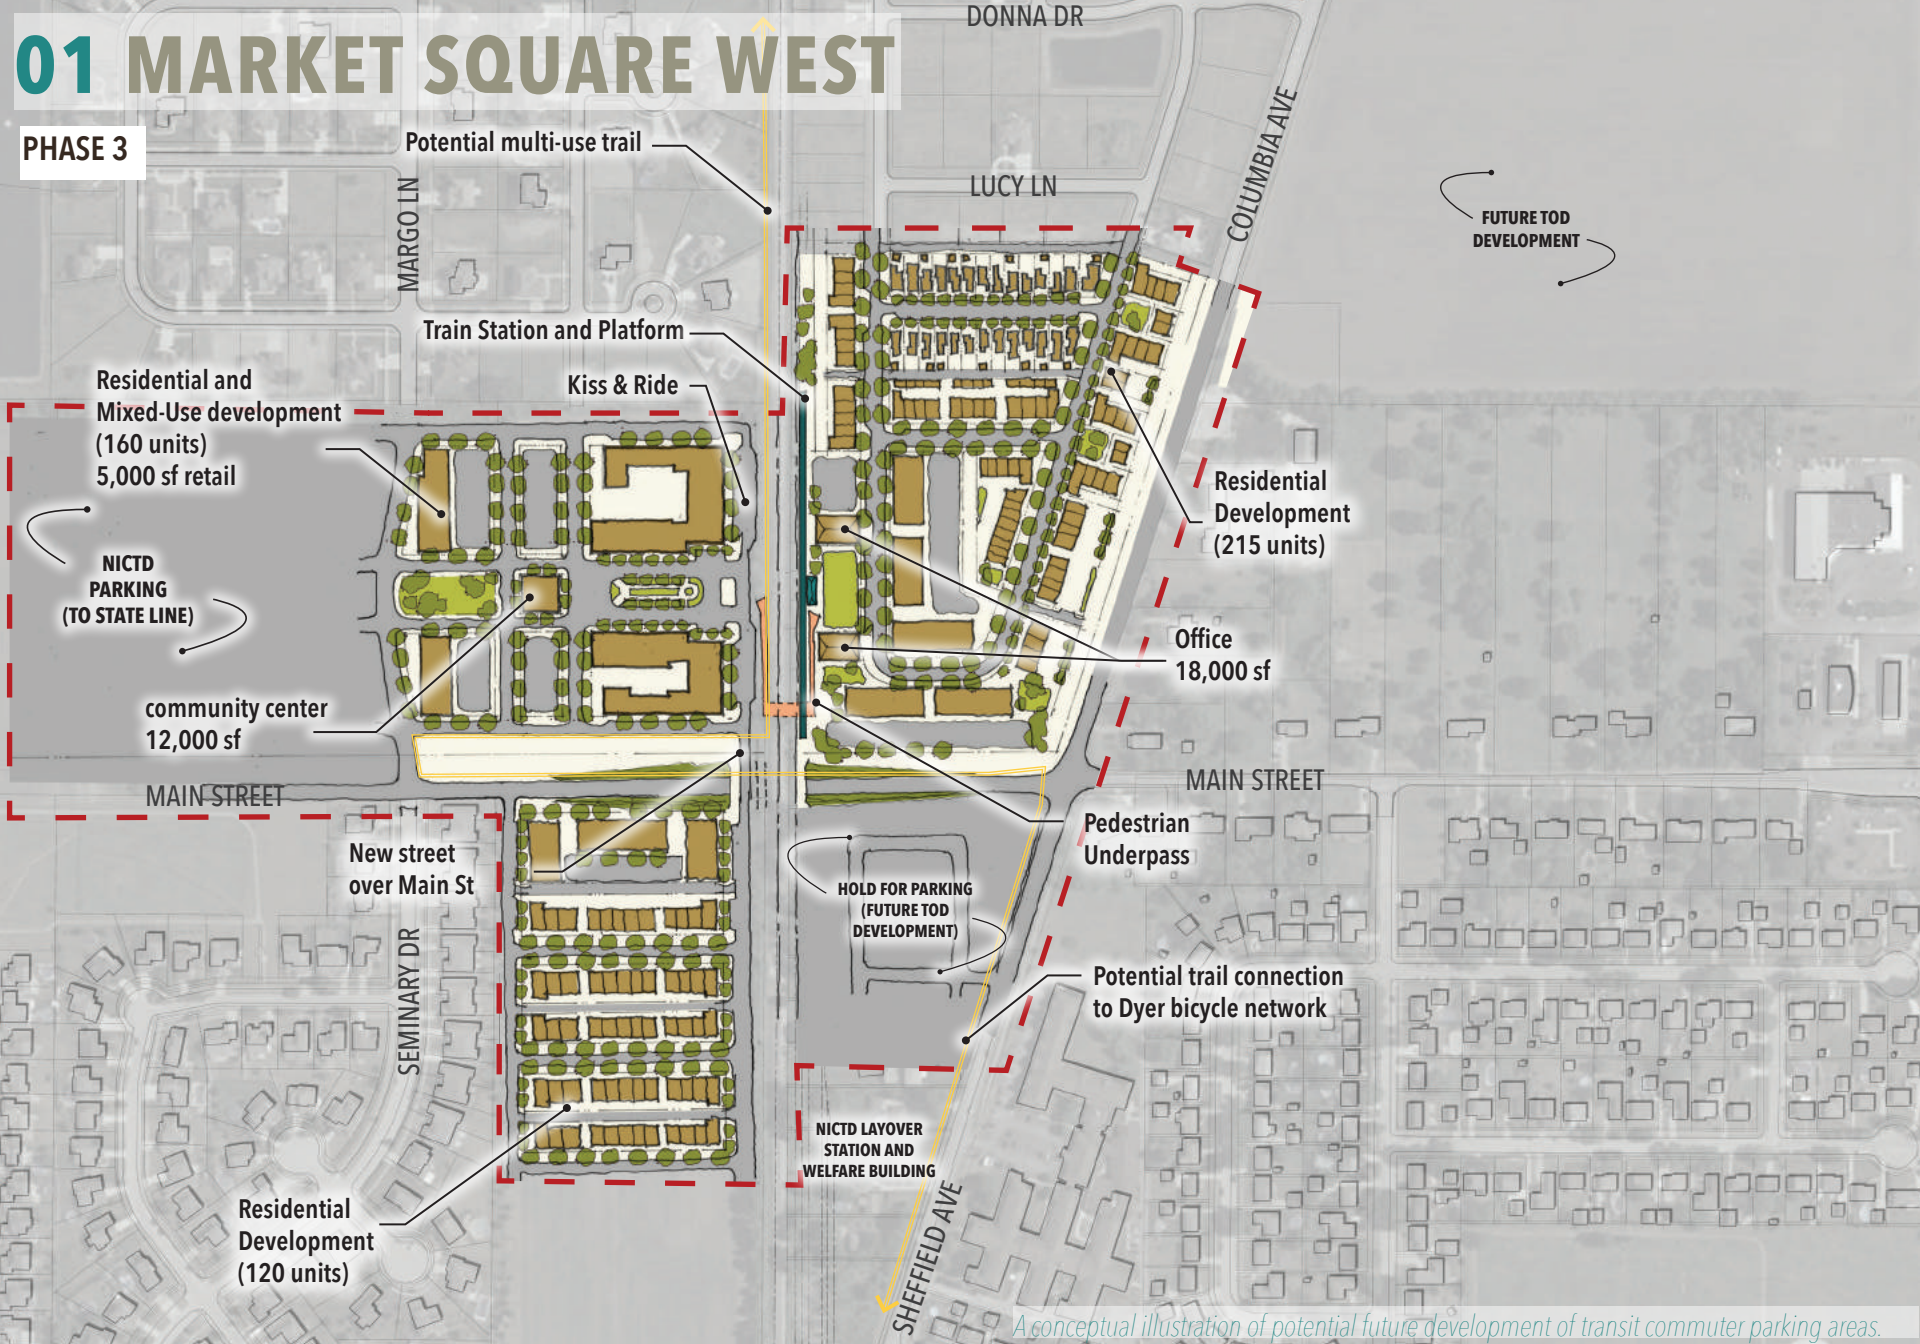 01 MARKET SQUARE WEST
PHASE 3
DONNA DR
Potential multi-use trail
MARGO LN
LUCY LN
COLUMBIA AVE
FUTURE TOD
DEVELOPMENT
Train Station and Platform
Kiss & Ride
Residential and
Mixed-Use development
(160 units)
5,000 sf retail
NICTD
PARKING
(TO STATE LINE)
Residential
Development
(215 units)
Office
18,000 sf
community center
12,000 sf
MAIN STREET
MAIN STREET
New street
over Main St
Pedestrian
Underpass
HOLD FOR PARKING
(FUTURE TOD
DEVELOPMENT)
SEMINARY DR
Potential trail connection
to Dyer bicycle network
NICTD LAYOVER
STATION AND
WELFARE BUILDING
Residential
Development
(120 units)
SHEFFIELD AVE
A conceptual illustration of potential future development of transit commuter parking areas.